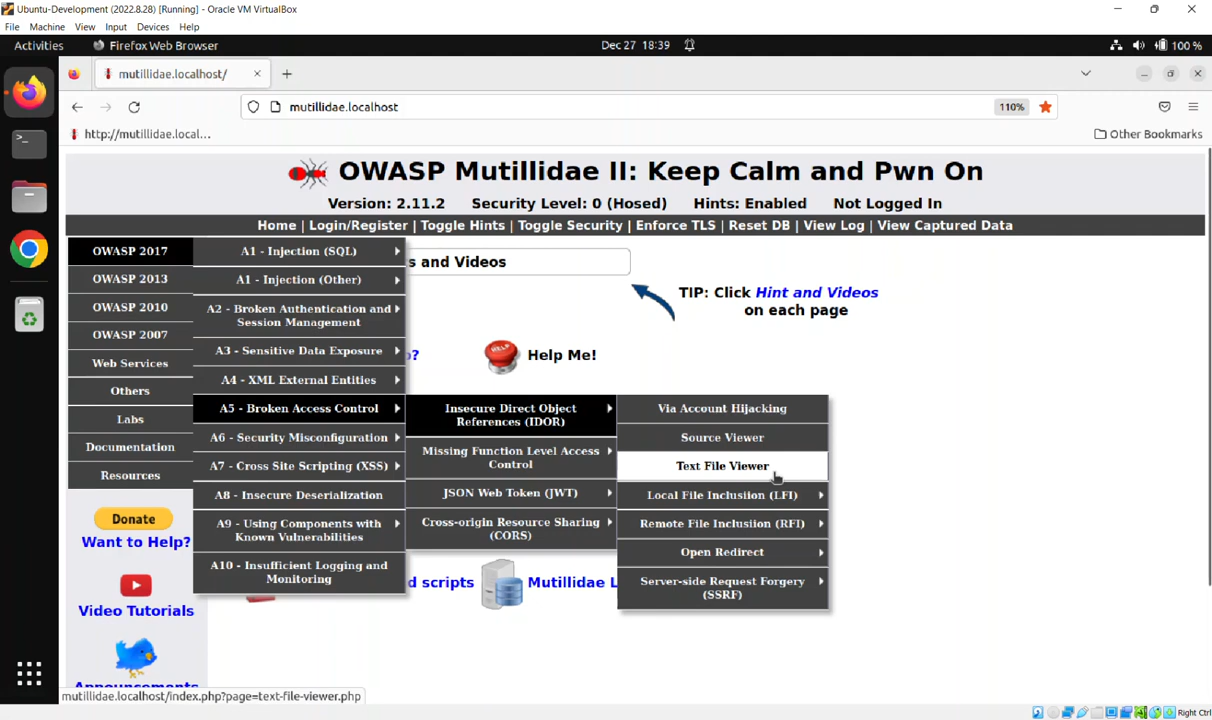 Ubuntu-Development (2022.8.28) [Running] - Oracle VM VirtualBox
File Machine View Input Devices Help
Activities Firefox Web Browser Dec 27 18:39 100 %
mutillidae.localhost/
mutillidae.localhost 110%
http://mutillidae.local... Other Bookmarks
OWASP Mutillidae II: Keep Calm and Pwn On
Version: 2.11.2 Security Level: 0 (Hosed) Hints: Enabled Not Logged In
Home | Login/Register | Toggle Hints | Toggle Security | Enforce TLS | Reset DB | View Log | View Captured Data
OWASP 2017
OWASP 2013
OWASP 2010
OWASP 2007
Web Services
Others
Labs
Documentation
Resources
A1 - Injection (SQL)
A1 - Injection (Other)
A2 - Broken Authentication and
Session Management
A3 - Sensitive Data Exposure
A4 - XML External Entities
A5 - Broken Access Control
A6 - Security Misconfiguration
A7 - Cross Site Scripting (XSS)
A8 - Insecure Deserialization
A9 - Using Components with
Known Vulnerabilities
A10 - Insufficient Logging and
Monitoring
Insecure Direct Object
References (IDOR)
Missing Function Level Access
Control
JSON Web Token (JWT)
Cross-origin Resource Sharing
(CORS)
Via Account Hijacking
Source Viewer
Text File Viewer
Local File Inclusiion (LFI)
Remote File Inclusiion (RFI)
Open Redirect
Server-side Request Forgery
(SSRF)
s and Videos
TIP: Click Hint and Videos
on each page
? HELP Help Me!
d scripts Mutillidae L
Donate
Want to Help?
Video Tutorials
Announcements
mutillidae.localhost/index.php?page=text-file-viewer.php
Right Ctrl